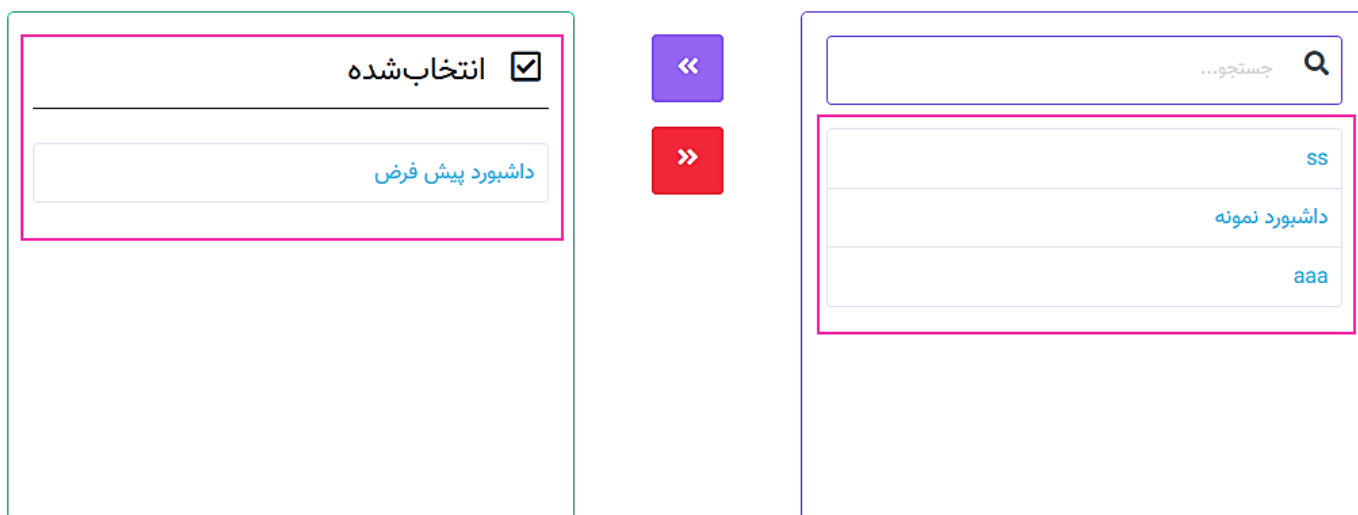 جستجو...
ss
داشبورد نمونه
aaa
انتخاب‌شده
داشبورد پیش فرض